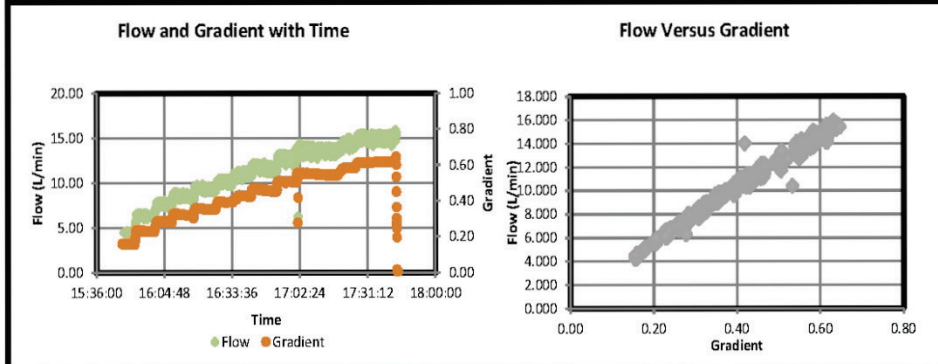 Flow and Gradient with Time
20.00
15.00
10.00
5.00
0.00
Flow (L/min)
1.00
0.80
0.60
0.40
0.20
0.00
Gradient
15:36:00 16:04:48 16:33:36 17:02:24 17:31:12 18:00:00
Time
Flow Gradient
Flow Versus Gradient
18.000
16.000
14.000
12.000
10.000
8.000
6.000
4.000
2.000
0.000
Flow (L/min)
0.00 0.20 0.40 0.60 0.80
Gradient